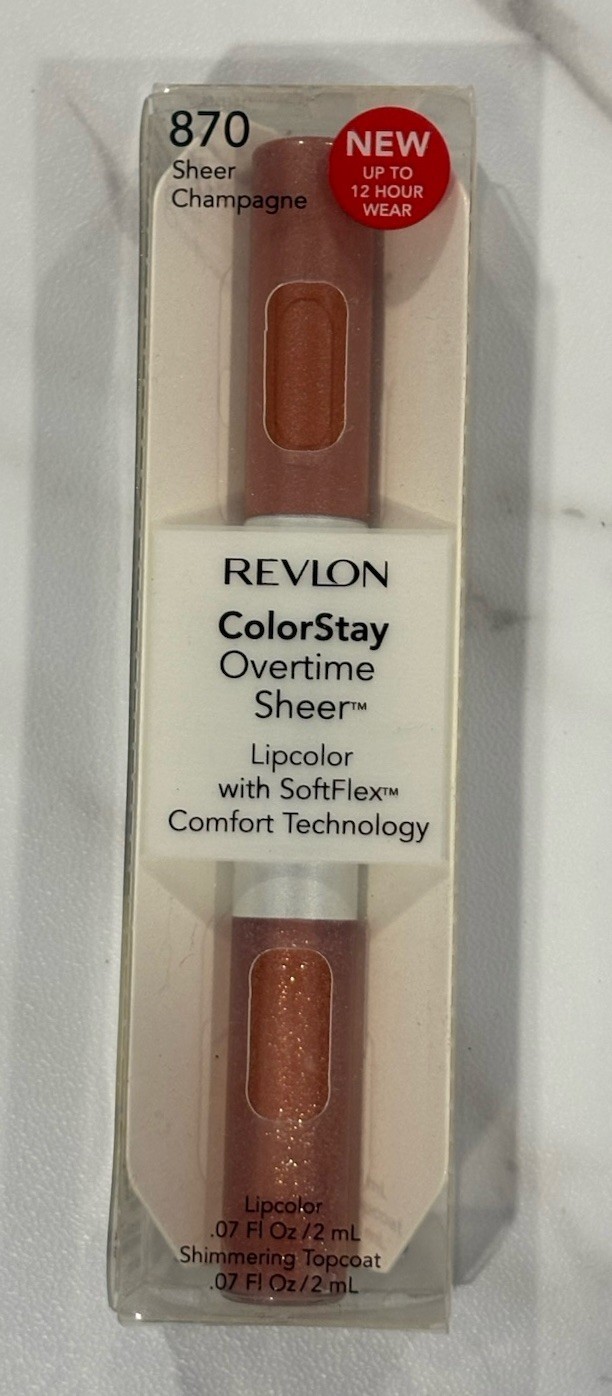 870
Sheer
Champagne
NEW
UP TO
12 HOUR
WEAR
REVLON
ColorStay
Overtime
Sheer™
Lipcolor
with SoftFlex™
Comfort Technology
Lipcolor
.07 Fl Oz/2 mL
Shimmering Topcoat
.07 Fl Oz/2 mL